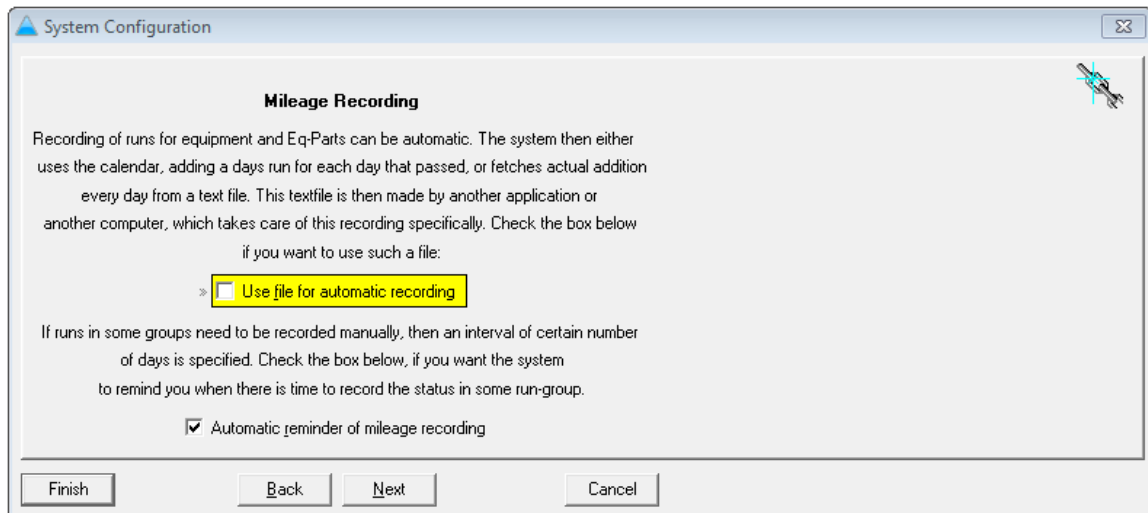 System Configuration
Mileage Recording
Recording of runs for equipment and Eq-Parts can be automatic. The system then either
uses the calendar, adding a days run for each day that passed, or fetches actual addition
every day from a text file. This textfile is then made by another application or
another computer, which takes care of this recording specifically. Check the box below
if you want to use such a file:
» Use file for automatic recording
If runs in some groups need to be recorded manually, then an interval of certain number
of days is specified. Check the box below, if you want the system
to remind you when there is time to record the status in some run-group.
Automatic reminder of mileage recording
Finish Back Next Cancel